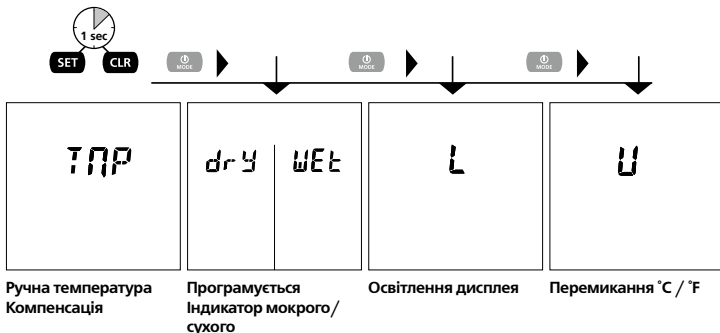 1 sec
SET CLR MODE MODE MODE
TMP dry WEt L U
Ручна температура
Компенсація
Програмується
Індикатор мокрого/
сухого
Освітлення дисплея
Перемикання ˚C / ˚F